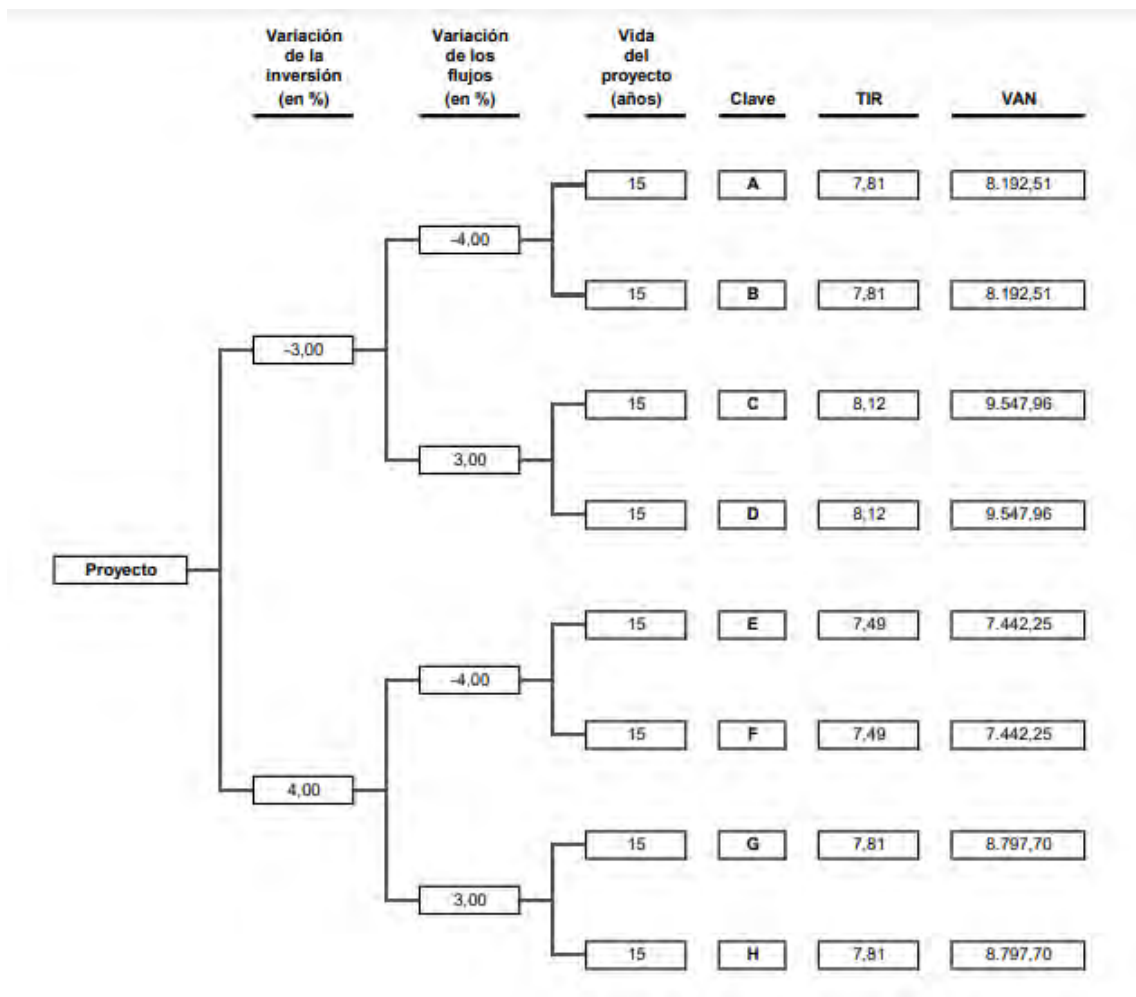 Variación de la inversión (en %) Variación de los flujos (en %) Vida del proyecto (años) Clave TIR VAN
15 A 7,81 8.192,51
-4,00
15 B 7,81 8.192,51
-3,00
15 C 8,12 9.547,96
3,00
15 D 8,12 9.547,96
Proyecto
15 E 7,49 7.442,25
-4,00
15 F 7,49 7.442,25
4,00
15 G 7,81 8.797,70
3,00
15 H 7,81 8.797,70